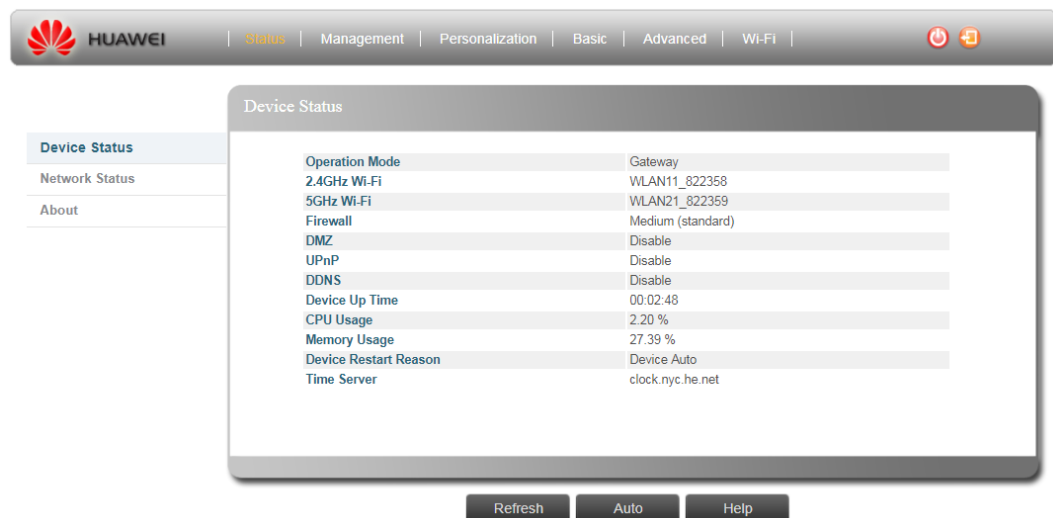 HUAWEI | Status | Management | Personalization | Basic | Advanced | Wi-Fi |
Device Status
Device Status
Network Status
About
Operation Mode Gateway
2.4GHz Wi-Fi WLAN11_822358
5GHz Wi-Fi WLAN21_822359
Firewall Medium (standard)
DMZ Disable
UPnP Disable
DDNS Disable
Device Up Time 00:02:48
CPU Usage 2.20 %
Memory Usage 27.39 %
Device Restart Reason Device Auto
Time Server clock.nyc.he.net
Refresh Auto Help